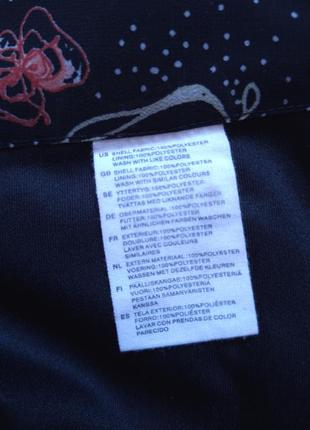 US SHELL FABRIC:100%POLYESTER
LINING:100%POLYESTER
WASH WITH LIKE COLORS
GB SHELL FABRIC:100%POLYESTER
LINING:100%POLYESTER
WASH WITH SIMILAR COLOURS
SE YTTERTYG:100%POLYESTER
FODER:100%POLYESTER
TVÄTTAS MED LIKNANDE FÄRGER
DE OBERMATERIAL:100%POLYESTER
FUTTER:100%POLYESTER
MIT ÄHNLICHEN FARBEN WASCHEN
FR EXTERIEUR:100%POLYESTER
DOUBLURE:100%POLYESTER
LAVER AVEC COULEURS
SIMILAIRES
NL EXTERN MATERIAAL:100%POLYESTER
VOERING:100%POLYESTER
WASSEN MET DEZELFDE KLEUREN
FI PÄÄLLISKANGAS:100%POLYESTERIÄ
VUORI:100%POLYESTERIÄ
PESTÄÄN SAMANVÄRISTEN
KANSSA
ES TELA EXTERIOR:100%POLIÉSTER
FORRO:100%POLIÉSTER
LAVAR CON PRENDAS DE COLOR
PARECIDO